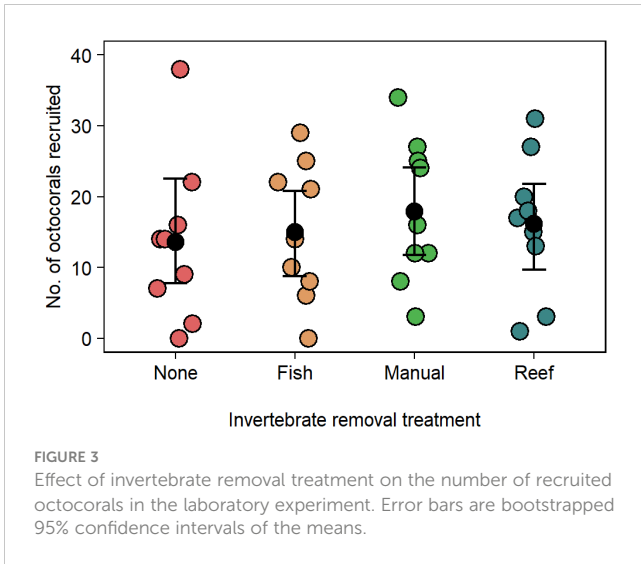 No. of octocorals recruited
40
30
20
10
0
None Fish Manual Reef
Invertebrate removal treatment
FIGURE 3
Effect of invertebrate removal treatment on the number of recruited
octocorals in the laboratory experiment. Error bars are bootstrapped
95% confidence intervals of the means.